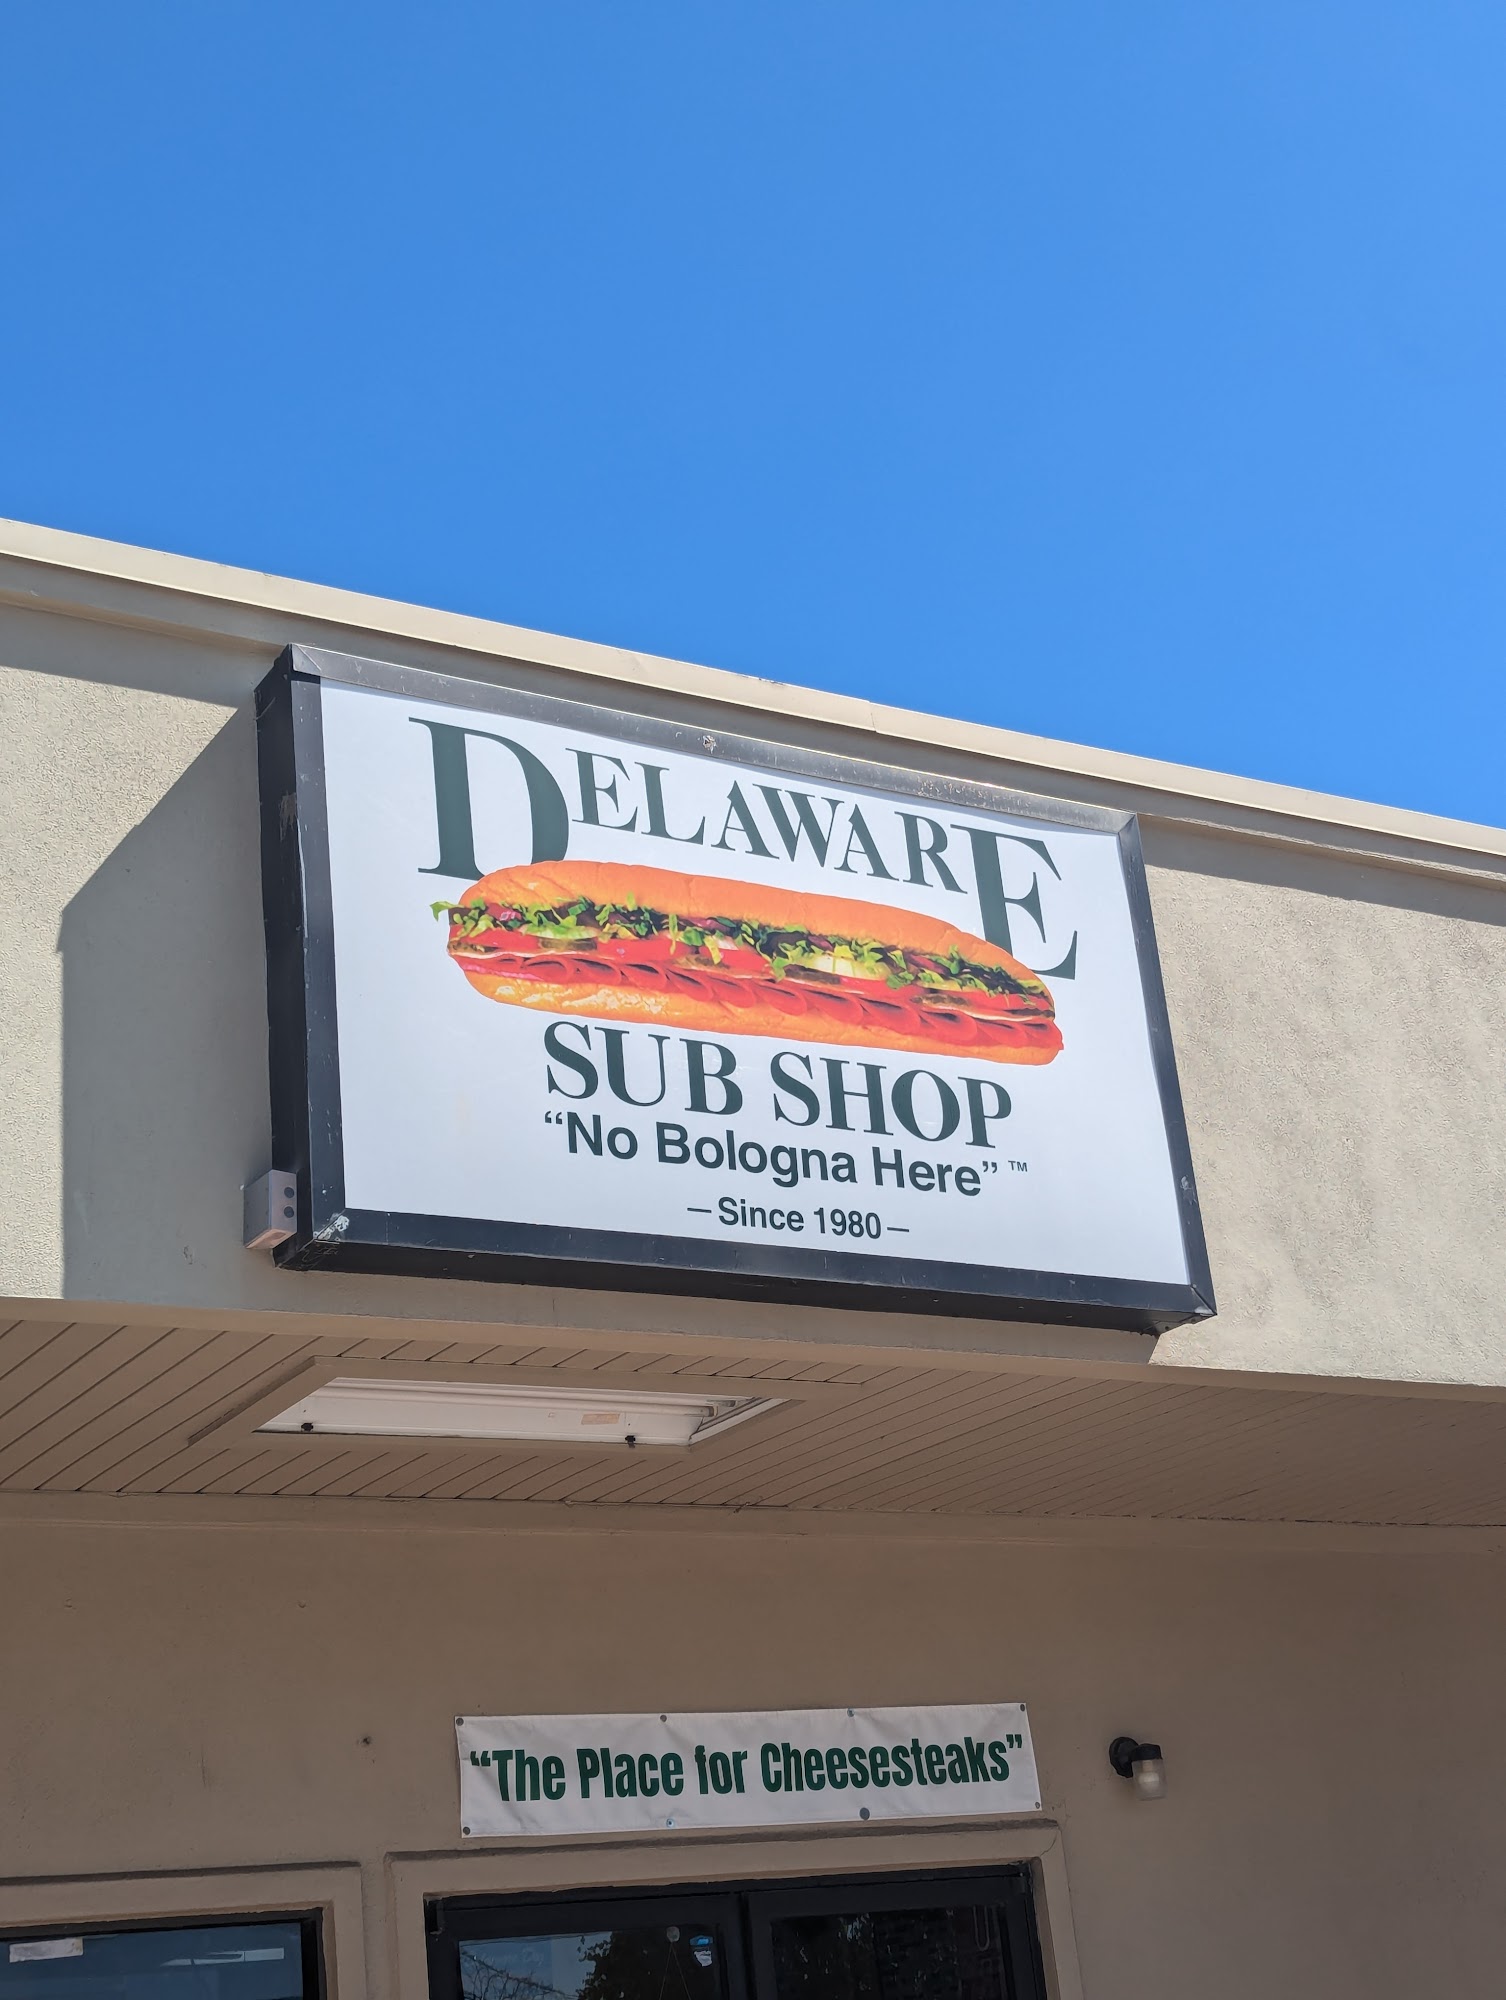 DELAWARE
SUB SHOP
“No Bologna Here”™
—Since 1980—
“The Place for Cheesesteaks”